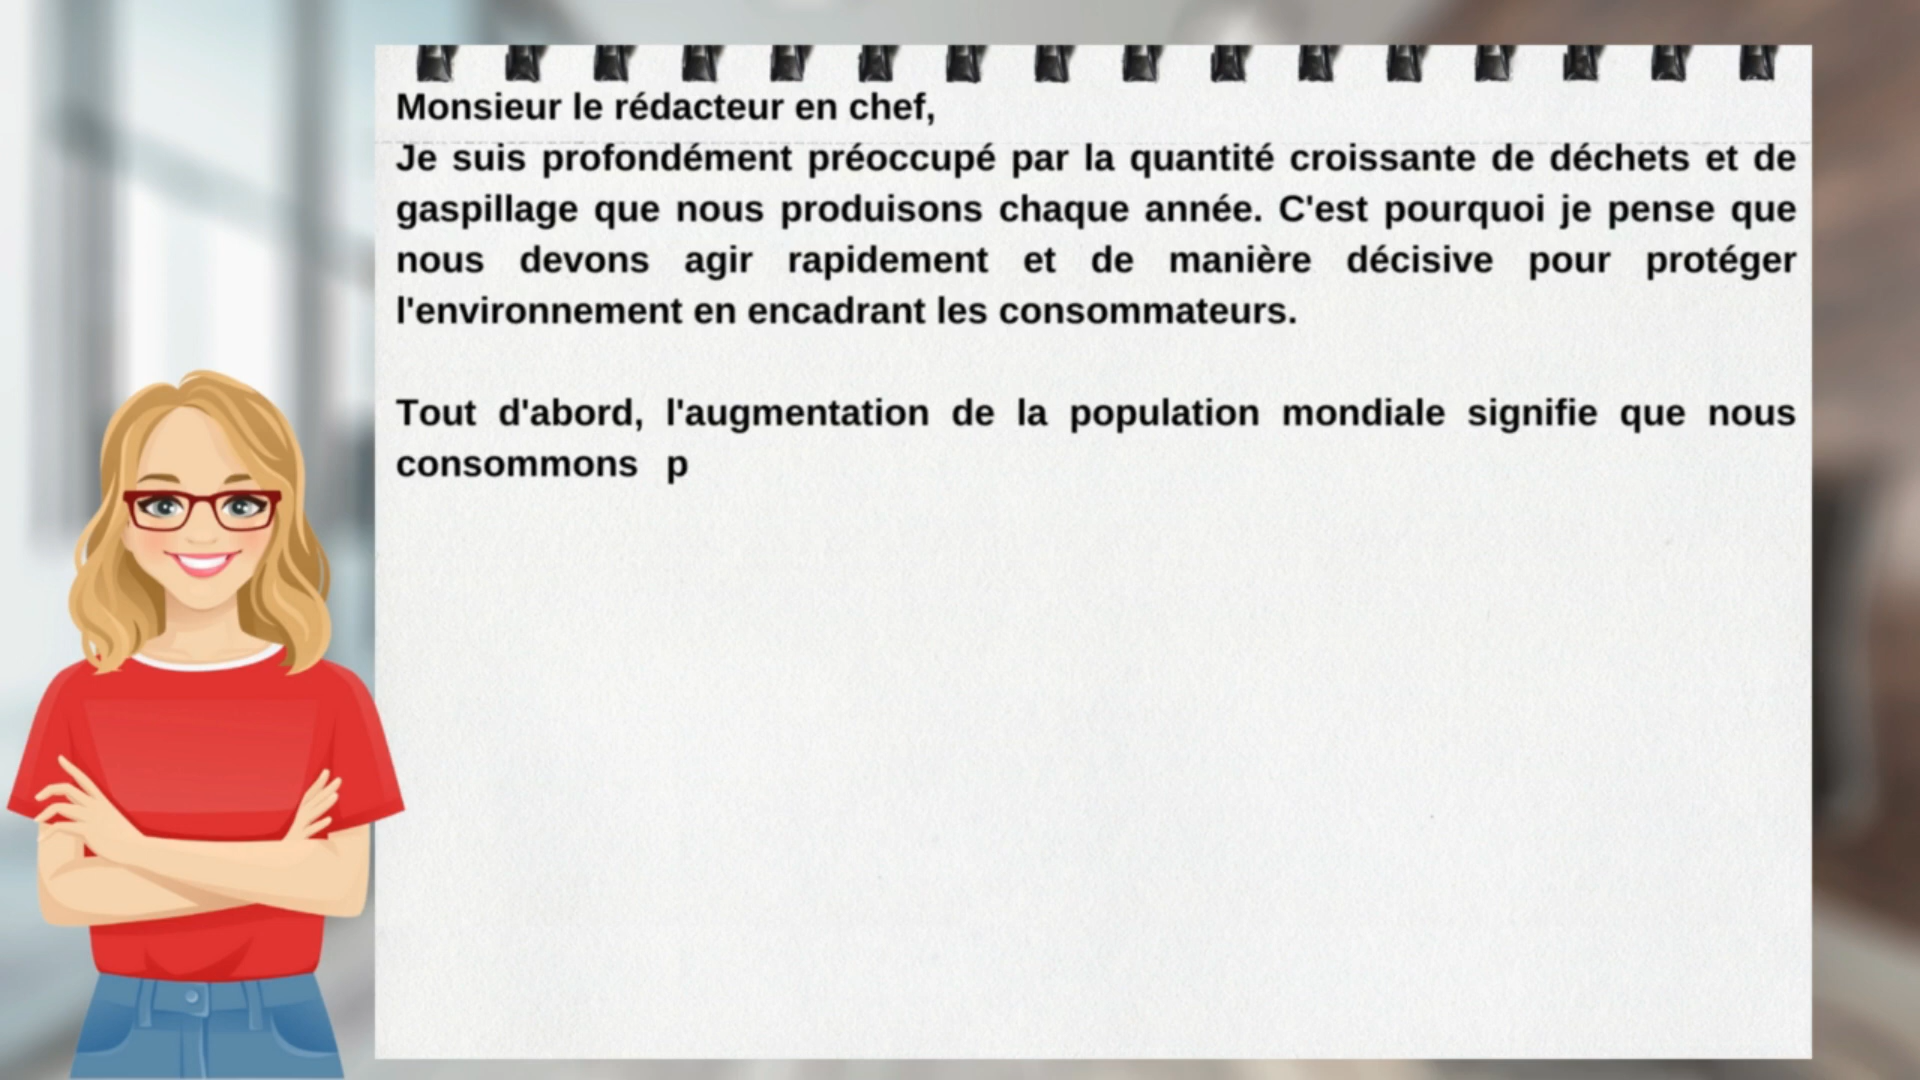 Monsieur le rédacteur en chef,
Je suis profondément préoccupé par la quantité croissante de déchets et de
gaspillage que nous produisons chaque année. C'est pourquoi je pense que
nous devons agir rapidement et de manière décisive pour protéger
l'environnement en encadrant les consommateurs.
Tout d'abord, l'augmentation de la population mondiale signifie que nous
consommons p